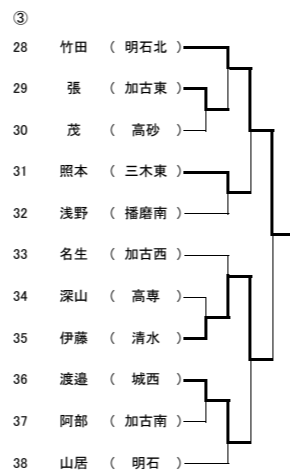 ③
28 竹田 ( 明石北 )
29 張 ( 加古東 )
30 茂 ( 高砂 )
31 照本 ( 三木東 )
32 浅野 ( 播磨南 )
33 名生 ( 加古西 )
34 深山 ( 高専 )
35 伊藤 ( 清水 )
36 渡邉 ( 城西 )
37 阿部 ( 加古南 )
38 山居 ( 明石 )